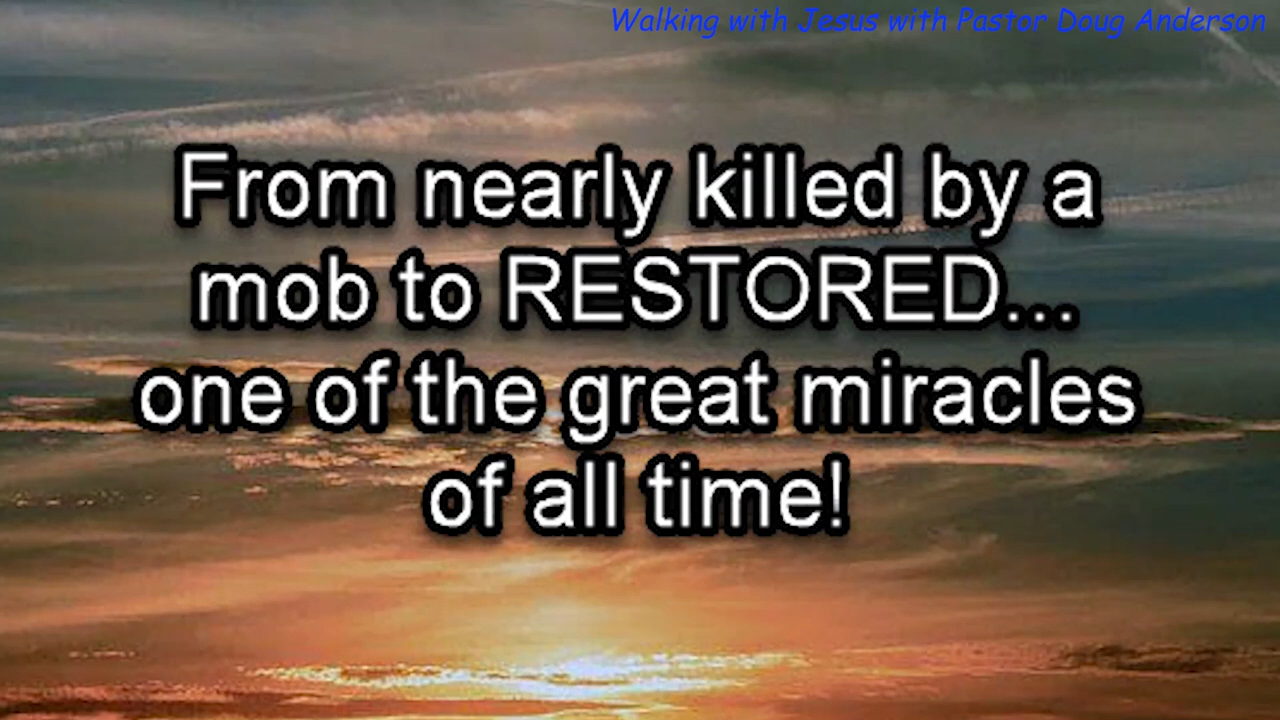 Walking with Jesus with Pastor Doug Anderson
From nearly killed by a
mob to RESTORED...
one of the great miracles
of all time!